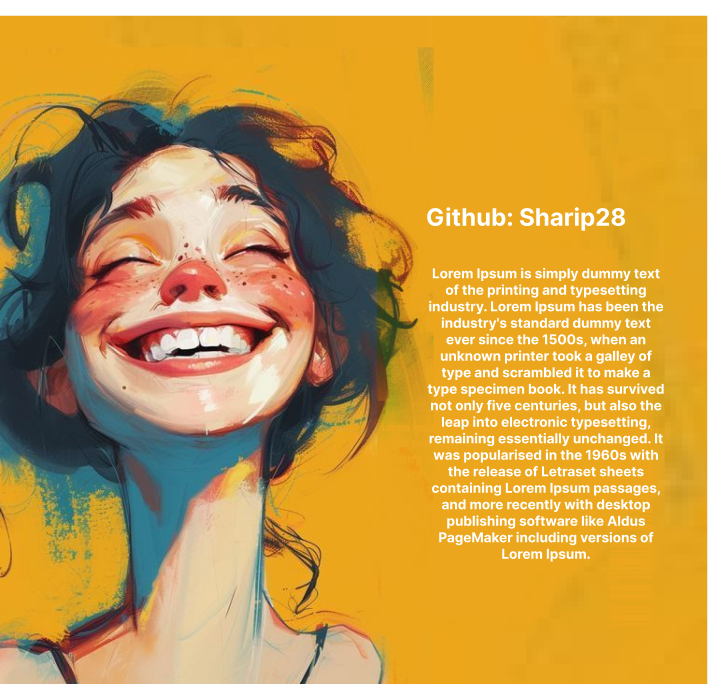 Github: Sharip28
Lorem Ipsum is simply dummy text
of the printing and typesetting
industry. Lorem Ipsum has been the
industry's standard dummy text
ever since the 1500s, when an
unknown printer took a galley of
type and scrambled it to make a
type specimen book. It has survived
not only five centuries, but also the
leap into electronic typesetting,
remaining essentially unchanged. It
was popularised in the 1960s with
the release of Letraset sheets
containing Lorem Ipsum passages,
and more recently with desktop
publishing software like Aldus
PageMaker including versions of
Lorem Ipsum.